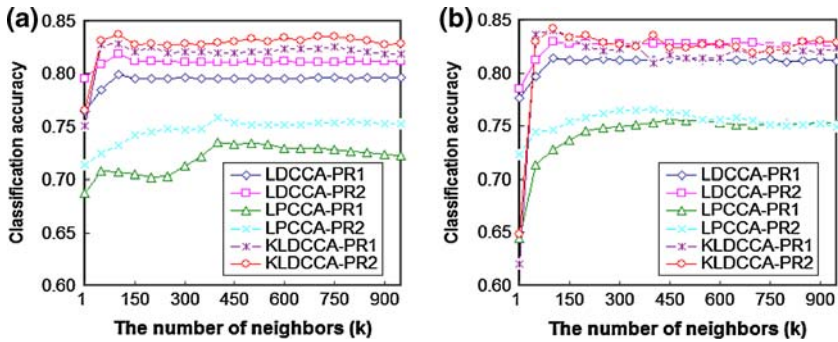 (a)
Classification accuracy
0.85
0.80
0.75
0.70
0.65
0.60
LDCCA-PR1
LDCCA-PR2
LPCCA-PR1
LPCCA-PR2
KLDCCA-PR1
KLDCCA-PR2
1 150 300 450 600 750 900
The number of neighbors (k)
(b)
Classification accuracy
0.85
0.80
0.75
0.70
0.65
0.60
LDCCA-PR1
LDCCA-PR2
LPCCA-PR1
LPCCA-PR2
KLDCCA-PR1
KLDCCA-PR2
1 150 300 450 600 750 900
The number of neighbors (k)